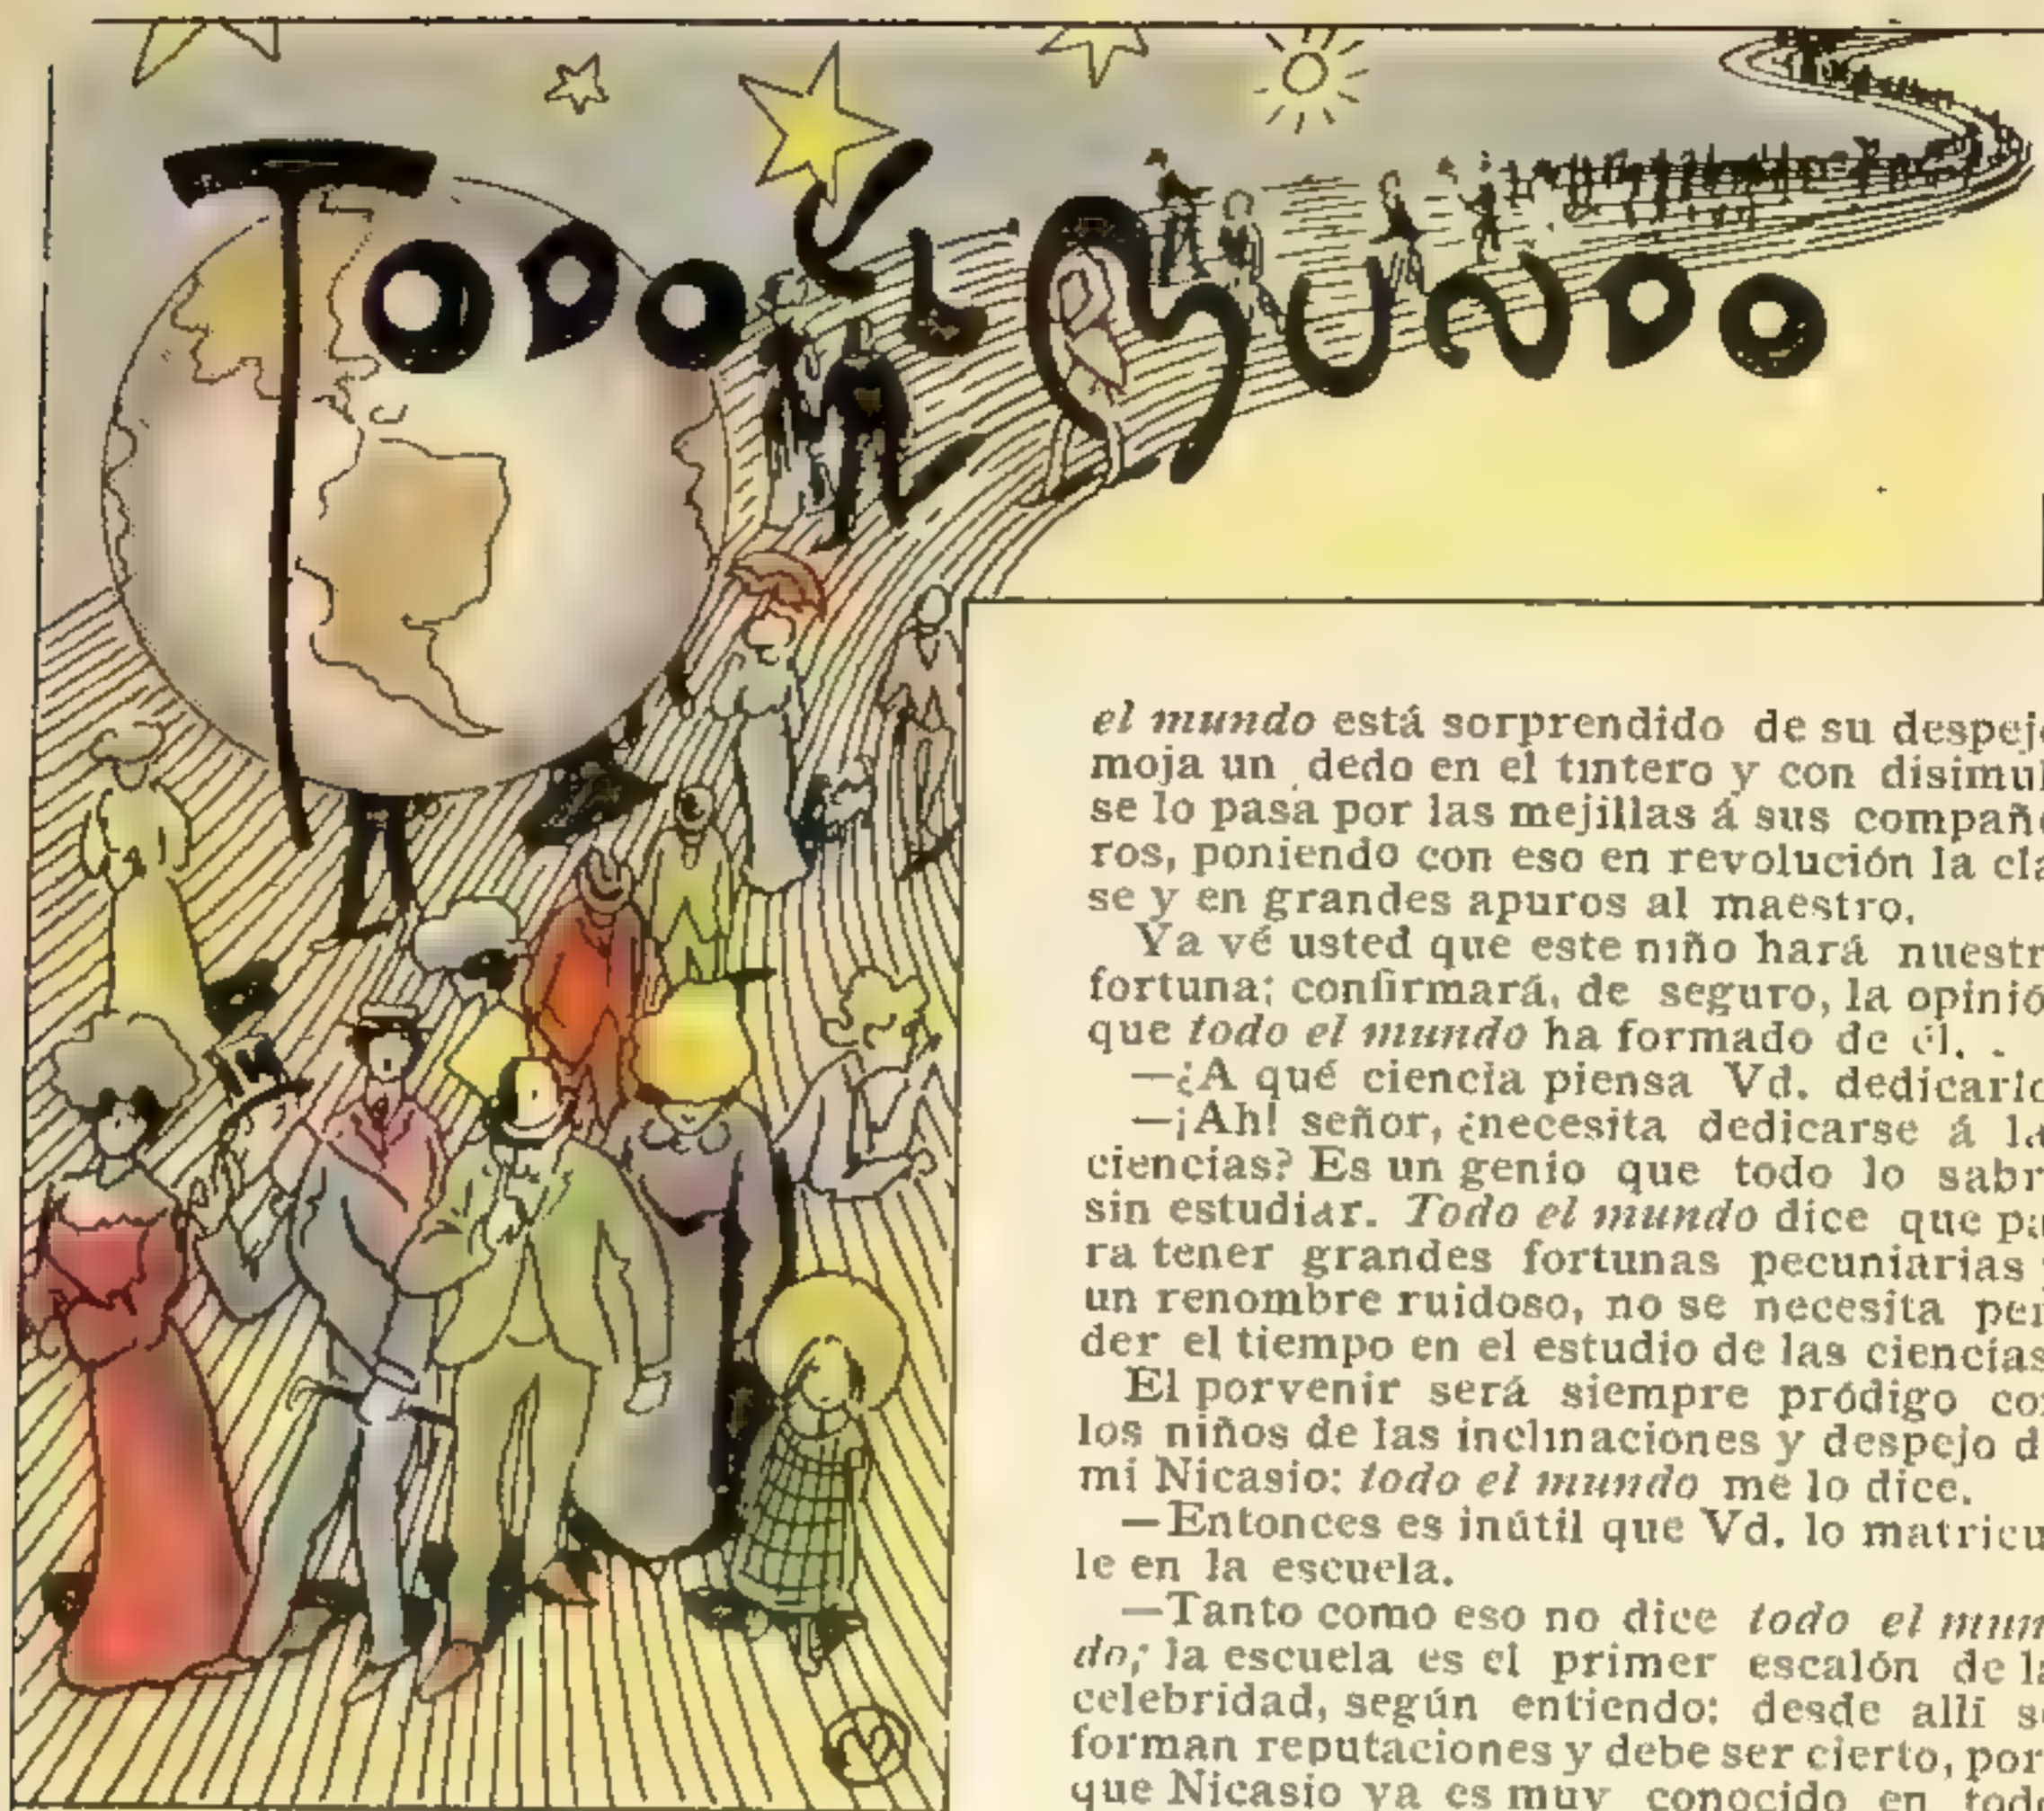 TODO EL MUNDO
el mundo está sorprendido de su despej
moja un dedo en el tintero y con disimul
se lo pasa por las mejillas á sus compañe
ros, poniendo con eso en revolución la cla
se y en grandes apuros al maestro.
Ya vé usted que este niño hará nuestr
fortuna; confirmará, de seguro, la opinió
que todo el mundo ha formado de él.
—¿A qué ciencia piensa Vd. dedicarlo
—¡Ah! señor, ¿necesita dedicarse á la
ciencias? Es un genio que todo lo sabr
sin estudiar. Todo el mundo dice que pa
ra tener grandes fortunas pecuniarias
un renombre ruidoso, no se necesita per
der el tiempo en el estudio de las ciencias
El porvenir será siempre pródigo con
los niños de las inclinaciones y despejo d
mi Nicasio: todo el mundo me lo dice.
—Entonces es inútil que Vd. lo matricu
le en la escuela.
—Tanto como eso no dice todo el mun
do; la escuela es el primer escalón de la
celebridad, según entiendo: desde allí se
forman reputaciones y debe ser cierto, por
que Nicasio ya es muy conocido en tod